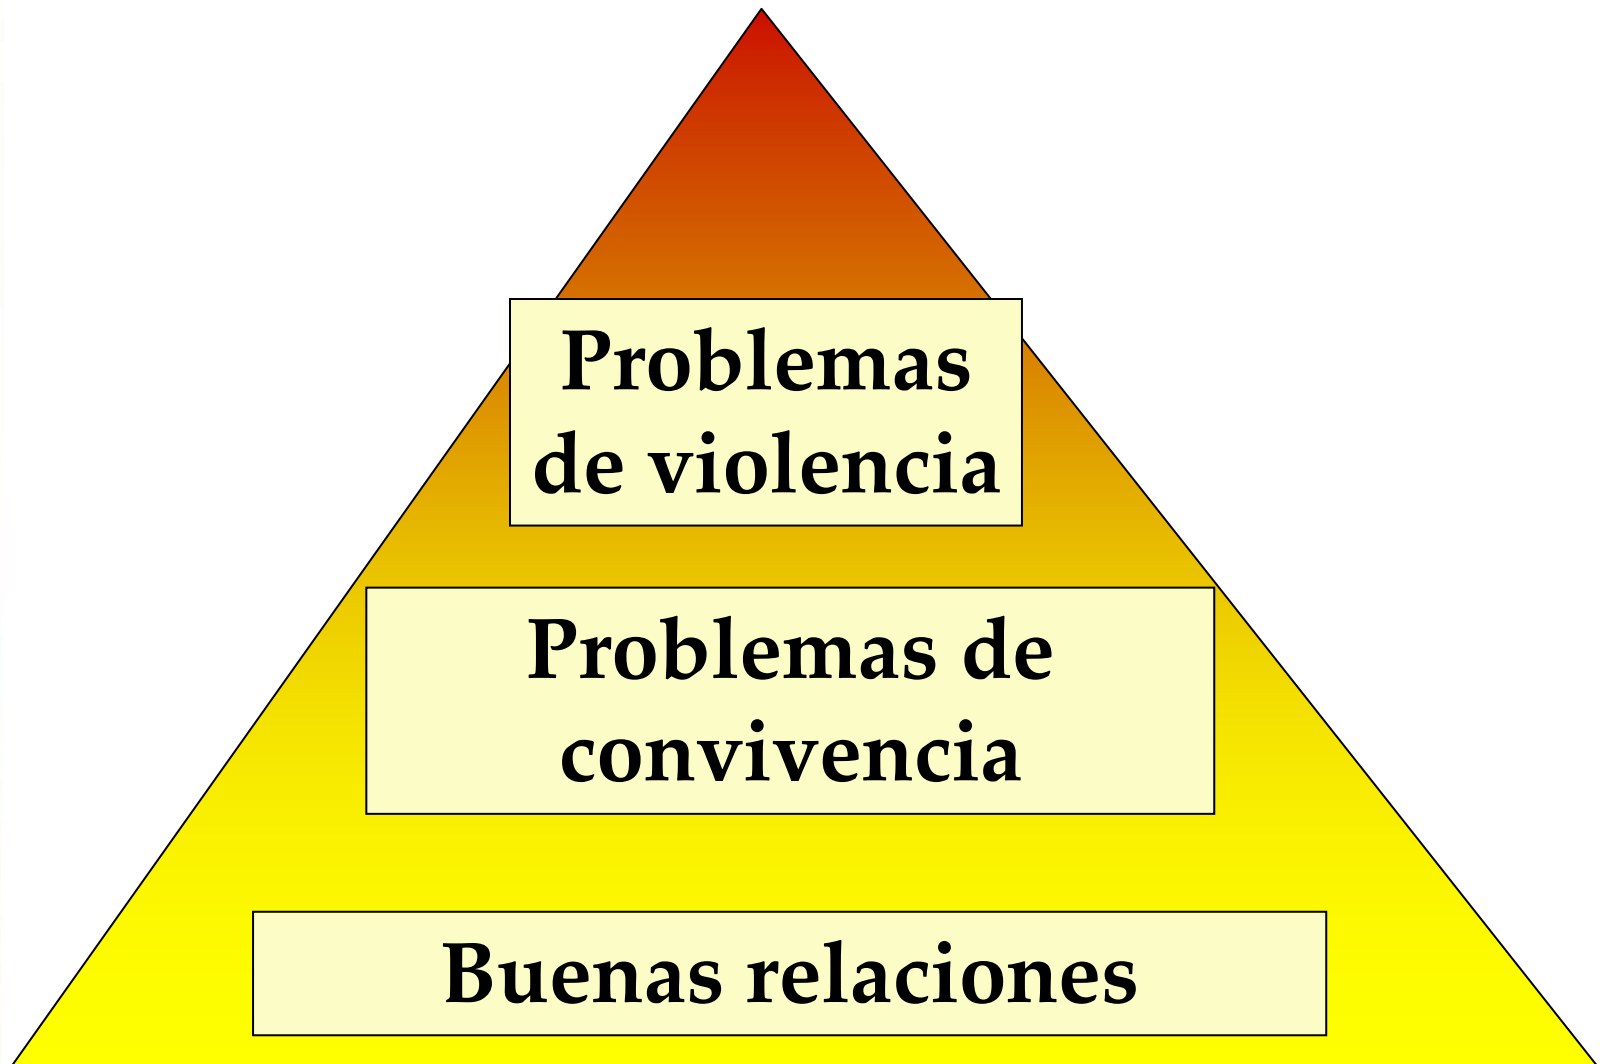 Problemas
de violencia
Problemas de
convivencia
Buenas relaciones